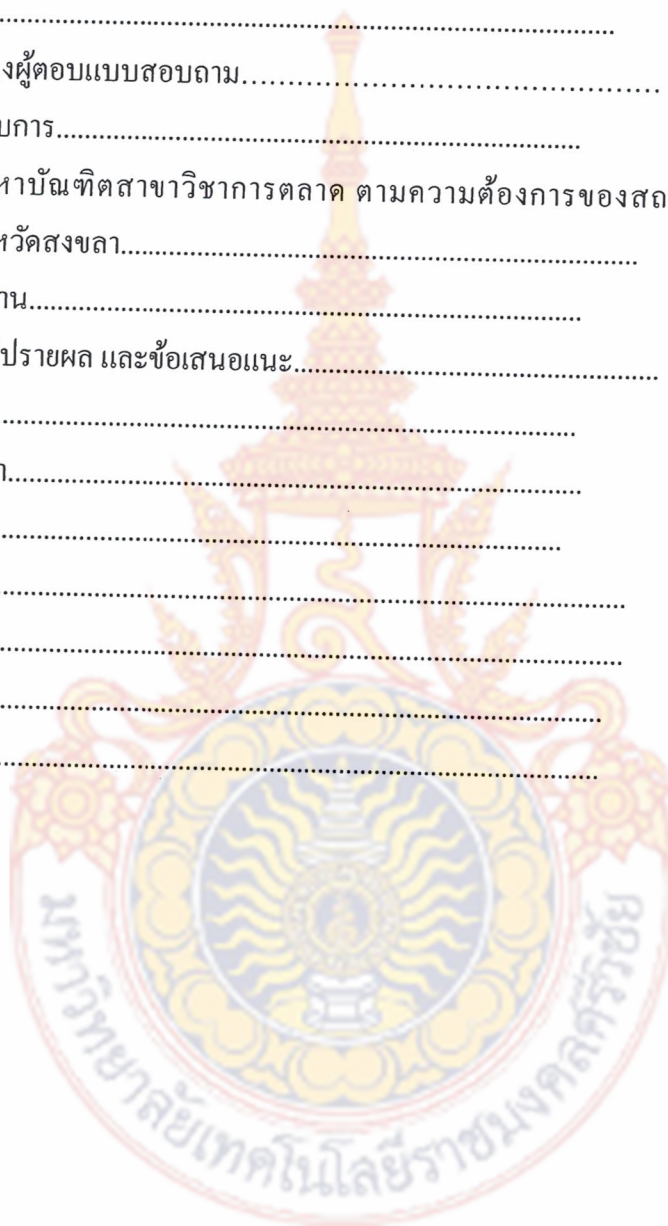 ................................................................................
งผู้ตอบแบบสอบถาม................................................
บการ................................................................................
หาบัณฑิตสาขาวิชาการตลาด ตามความต้องการของสถ
หวัดสงขลา................................................................................
าน................................................................................
ปรายผล และข้อเสนอแนะ................................................................
................................................................................
า................................................................................
................................................................................
................................................................................
................................................................................
................................................................................
................................................................................
มหาวิทยาลัยเทคโนโลยีราชมงคลศรีวิชัย